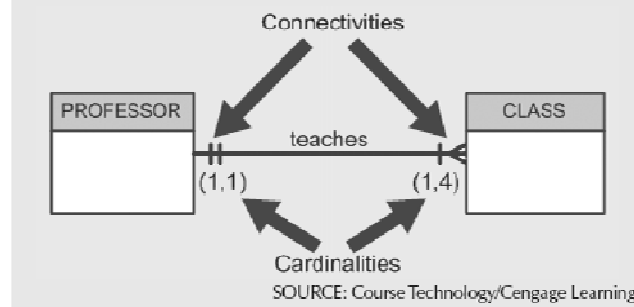 Connectivities
PROFESSOR
CLASS
teaches
(1,1)
(1,4)
Cardinalities
SOURCE: Course Technology/Cengage Learning